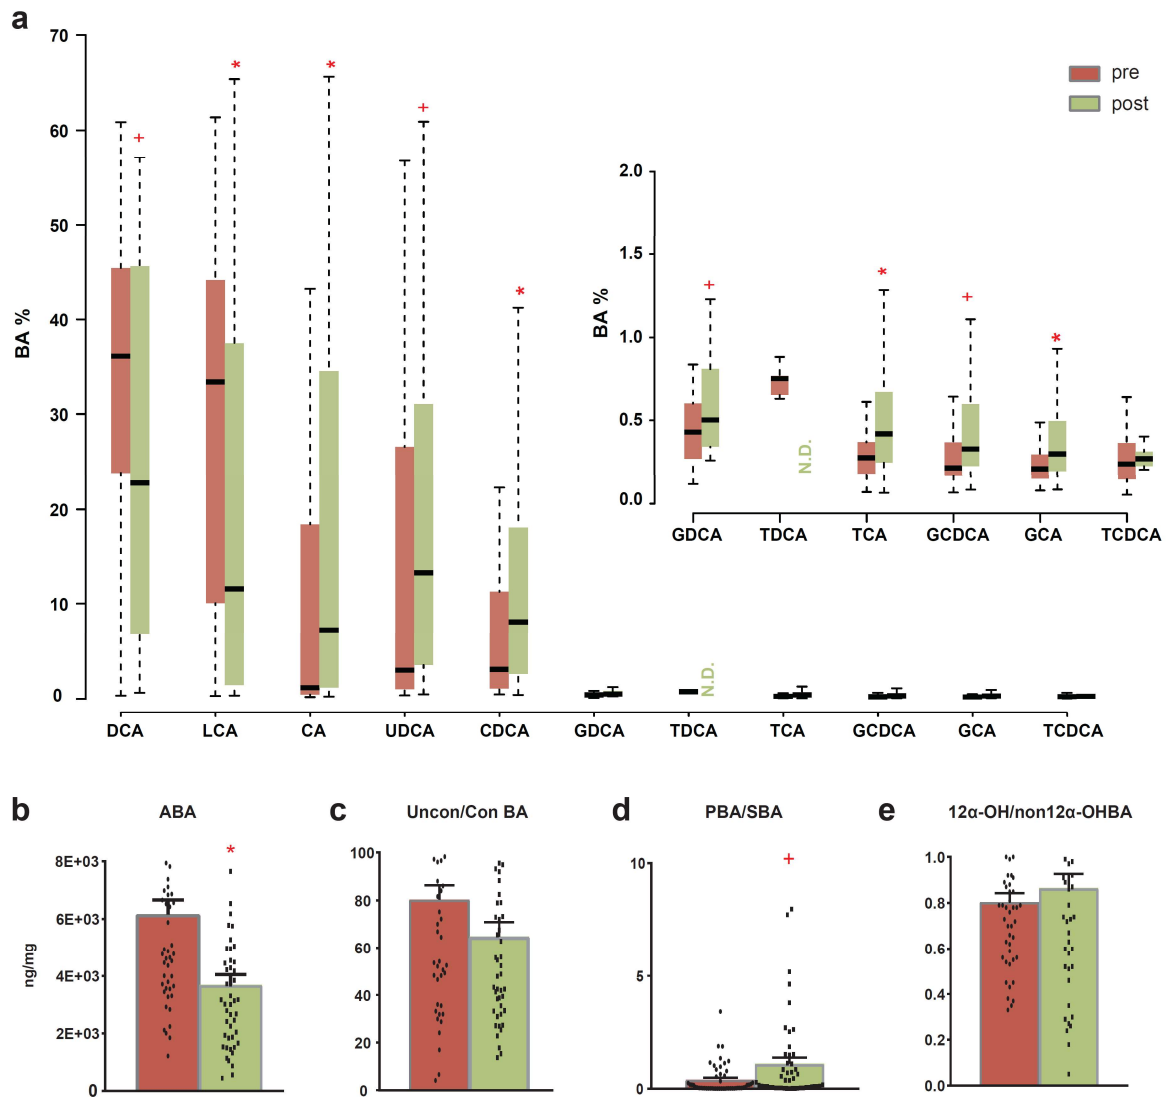 a
70
60
50
40
30
20
10
0
BA %
+
*
*
+
*
DCA
LCA
CA
UDCA
CDCA
GDCA
TDCA
TCA
GCDCA
GCA
TCDCA
N.D.
pre
post
2.0
1.5
1.0
0.5
0.0
BA %
+
*
+
*
N.D.
GDCA
TDCA
TCA
GCDCA
GCA
TCDCA
b
ABA
*
8E+03
6E+03
4E+03
2E+03
0
ng/mg
c
Uncon/Con BA
100
80
60
40
20
0
d
PBA/SBA
+
10
5
0
e
12α-OH/non12α-OHBA
1.0
0.8
0.6
0.4
0.2
0.0